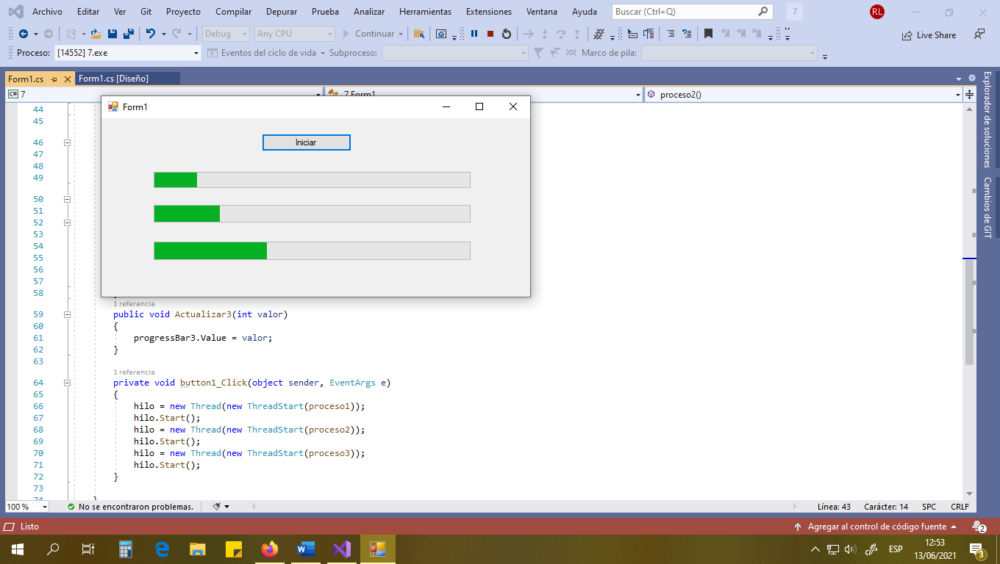 Archivo Editar Ver Git Proyecto Compilar Depurar Prueba Analizar Herramientas Extensiones Ventana Ayuda Buscar (Ctrl+Q) 7 RL
Debug Any CPU Continuar Live Share
Proceso: [14552] 7.exe Eventos del ciclo de vida Subproceso: Marco de pila:
Form1.cs Form1.cs [Diseño]
C# 7 7.Form1 proceso2()
Explorador de soluciones
Cambios de GIT
Form1
Iniciar
44
45
46
47
48
49
50
51
52
53
54
55
56
57
58
1 referencia
59 public void Actualizar3(int valor)
60 {
61 progressBar3.Value = valor;
62 }
63
1 referencia
64 private void button1_Click(object sender, EventArgs e)
65 {
66 hilo = new Thread(new ThreadStart(proceso1));
67 hilo.Start();
68 hilo = new Thread(new ThreadStart(proceso2));
69 hilo.Start();
70 hilo = new Thread(new ThreadStart(proceso3));
71 hilo.Start();
72 }
73
74 }
100 % No se encontraron problemas. Línea: 43 Carácter: 14 SPC CRLF
Listo Agregar al control de código fuente 2
ESP 12:53
13/06/2021 3